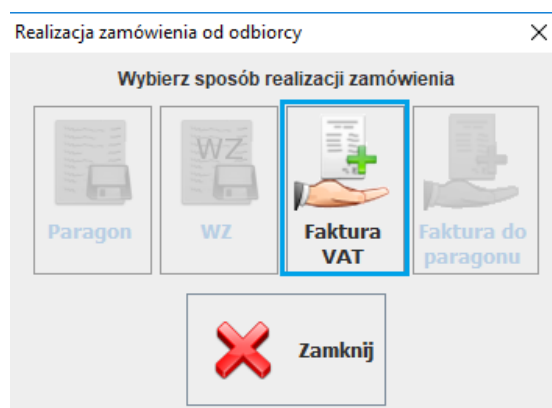 Realizacja zamówienia od odbiorcy
Wybierz sposób realizacji zamówienia
WZ
Paragon
WZ
Faktura
VAT
Faktura do
paragonu
Zamknij